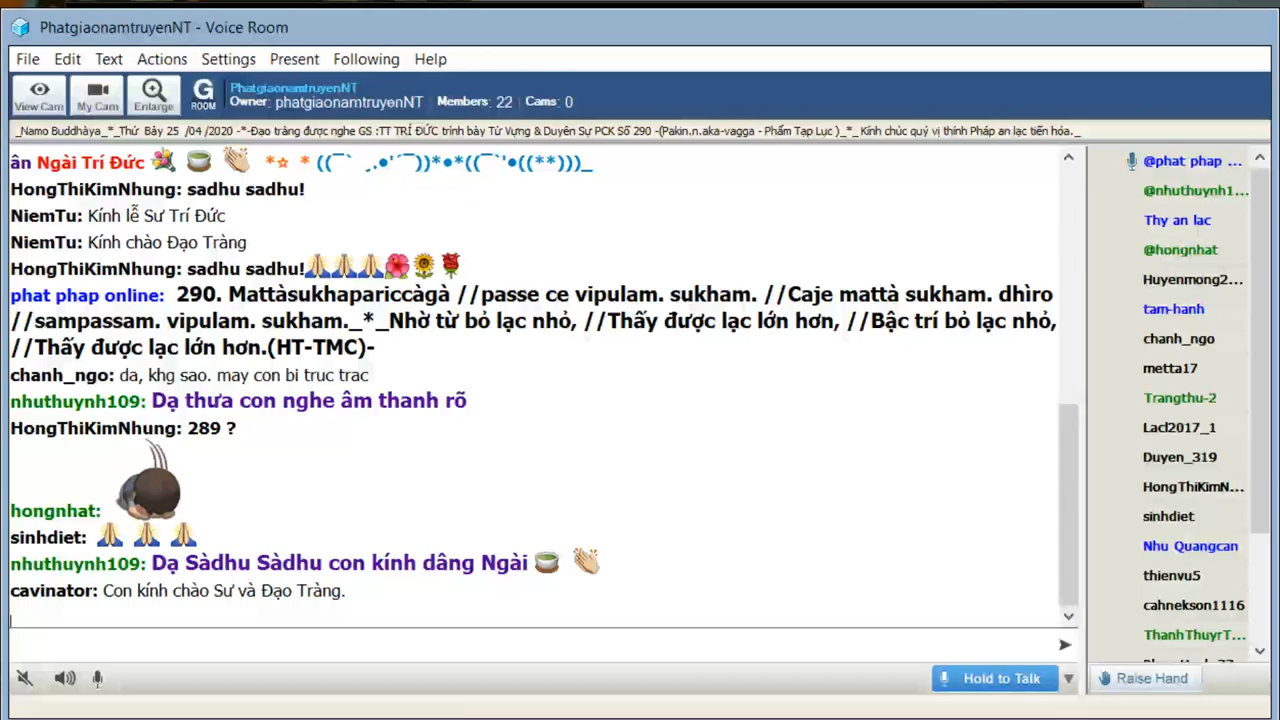 PhatgiaonamtruyenNT - Voice Room
File Edit Text Actions Settings Present Following Help
View Cam My Cam Enlarge G ROOM PhatgiaonamtruyenNT
Owner: phatgiaonamtruyenNT Members: 22 Cams: 0
_Namo Buddhàya_*_Thứ Bảy 25 /04 /2020 -*-Đạo tràng được nghe GS :TT TRÍ ĐỨC trình bày Từ Vựng & Duyên Sự PCK Số 290 -(Pakin.n.aka-vagga - Phẩm Tạp Lục )_*_ Kính chúc quý vị thính Pháp an lạc tiến hóa._
ân Ngài Trí Đức
HongThiKimNhung: sadhu sadhu!
NiemTu: Kính lễ Sư Trí Đức
NiemTu: Kính chào Đạo Tràng
HongThiKimNhung: sadhu sadhu!🙏🙏🙏🌺🌻🌹
phat phap online: 290. Mattàsukhapariccàgà //passe ce vipulam. sukham. //Caje mattà sukham. dhìro
//sampassam. vipulam. sukham._*_Nhờ từ bỏ lạc nhỏ, //Thấy được lạc lớn hơn, //Bậc trí bỏ lạc nhỏ,
//Thấy được lạc lớn hơn.(HT-TMC)-
chanh_ngo: da, khg sao. may con bi truc trac
nhuthuynh109: Dạ thưa con nghe âm thanh rõ
HongThiKimNhung: 289 ?
hongnhat:
sinhdiet: 🙏 🙏 🙏
nhuthuynh109: Dạ Sàdhu Sàdhu con kính dâng Ngài 🍵 👏
cavinator: Con kính chào Sư và Đạo Tràng.
@phat phap ...
@nhuthuynh1...
Thy an lac
@hongnhat
Huyenmong2...
tam-hanh
chanh_ngo
metta17
Trangthu-2
Lacl2017_1
Duyen_319
HongThiKimN...
sinhdiet
Nhu Quangcan
thienvu5
cahnekson1116
ThanhThuyrT...
Hold to Talk
Raise Hand